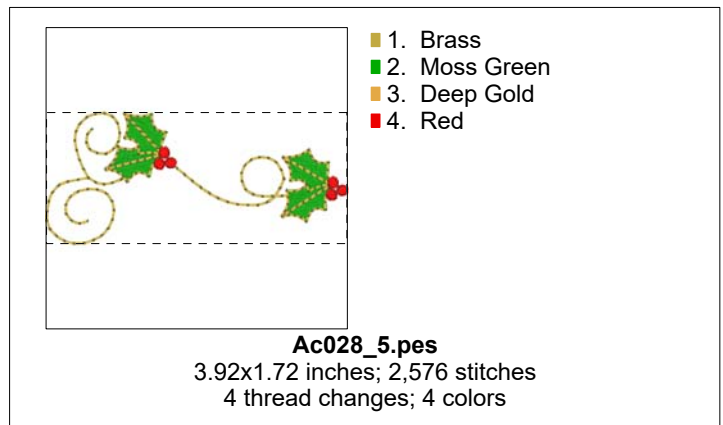 1. Brass
2. Moss Green
3. Deep Gold
4. Red
Ac028_5.pes
3.92x1.72 inches; 2,576 stitches
4 thread changes; 4 colors